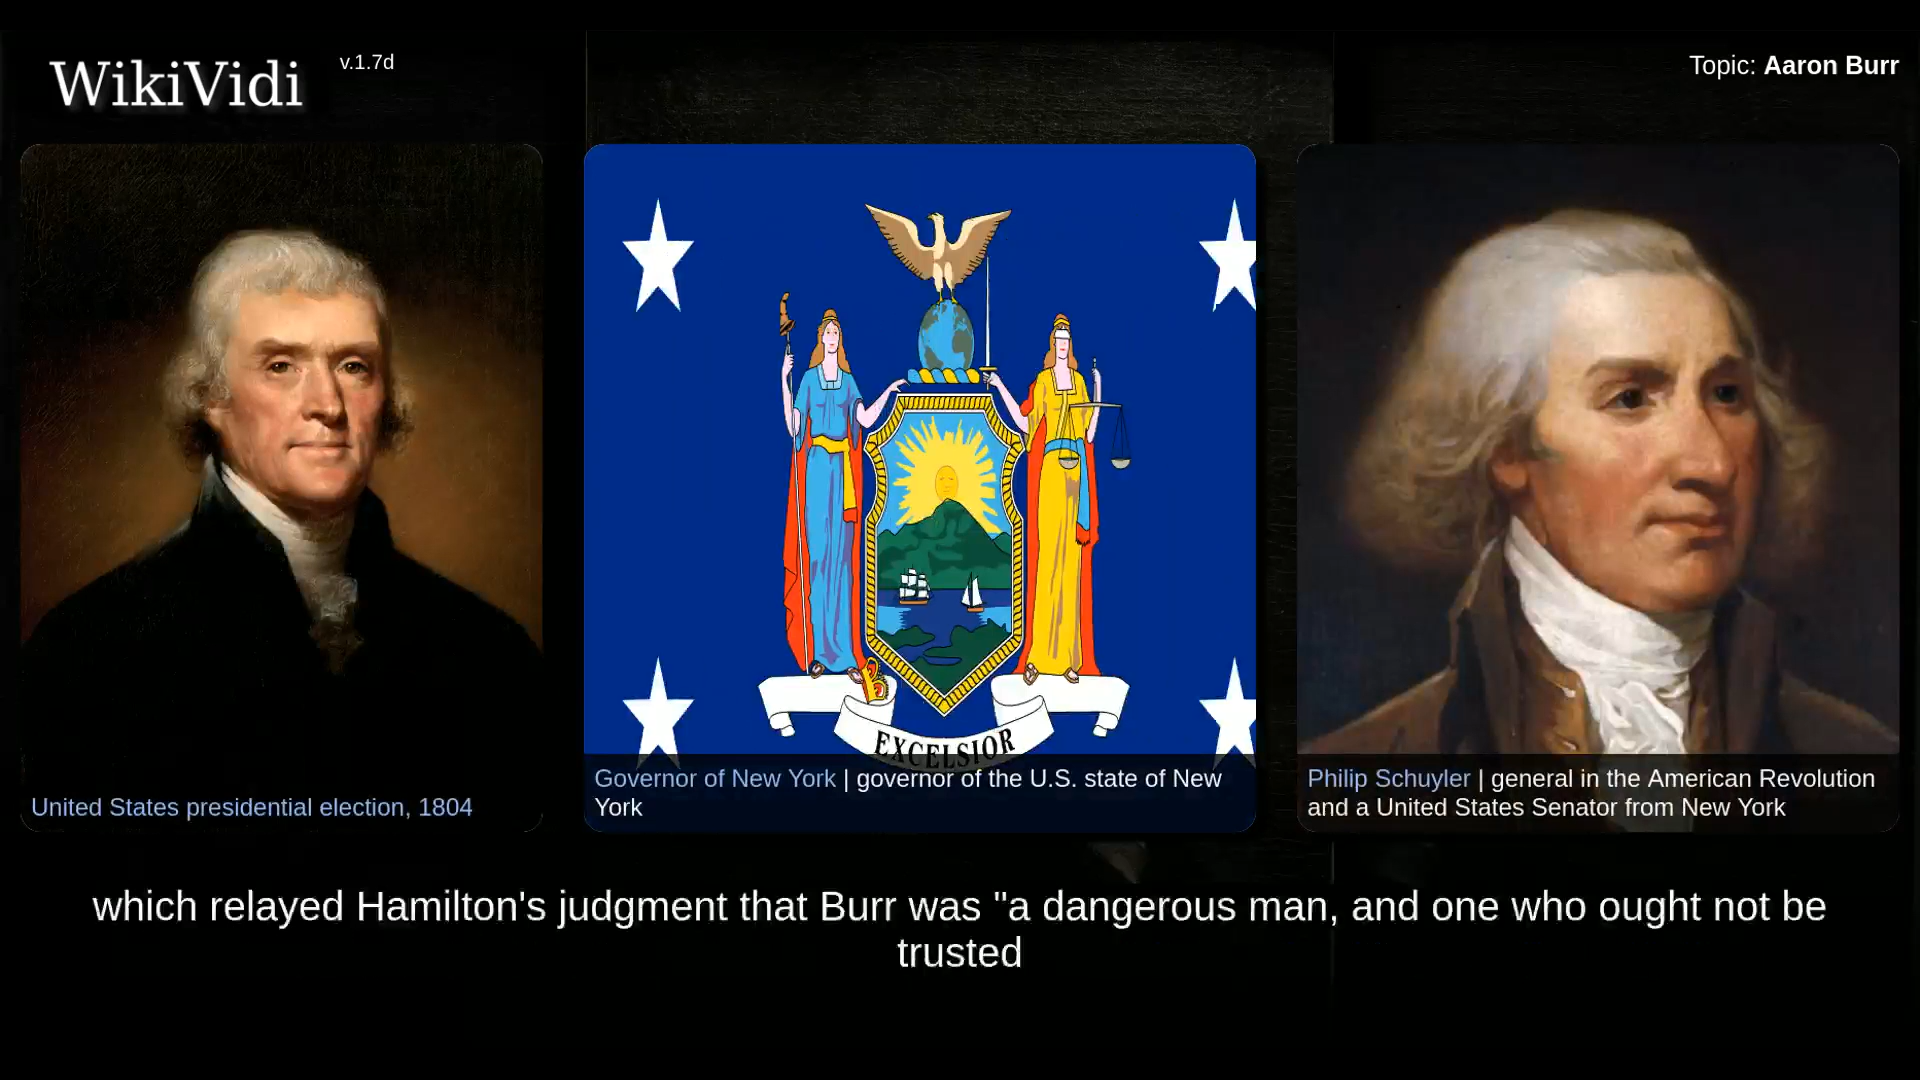 WikiVidi
v.1.7d
Topic: Aaron Burr
EXCELSIOR
United States presidential election, 1804
Governor of New York | governor of the U.S. state of New
York
Philip Schuyler | general in the American Revolution
and a United States Senator from New York
which relayed Hamilton's judgment that Burr was "a dangerous man, and one who ought not be
trusted